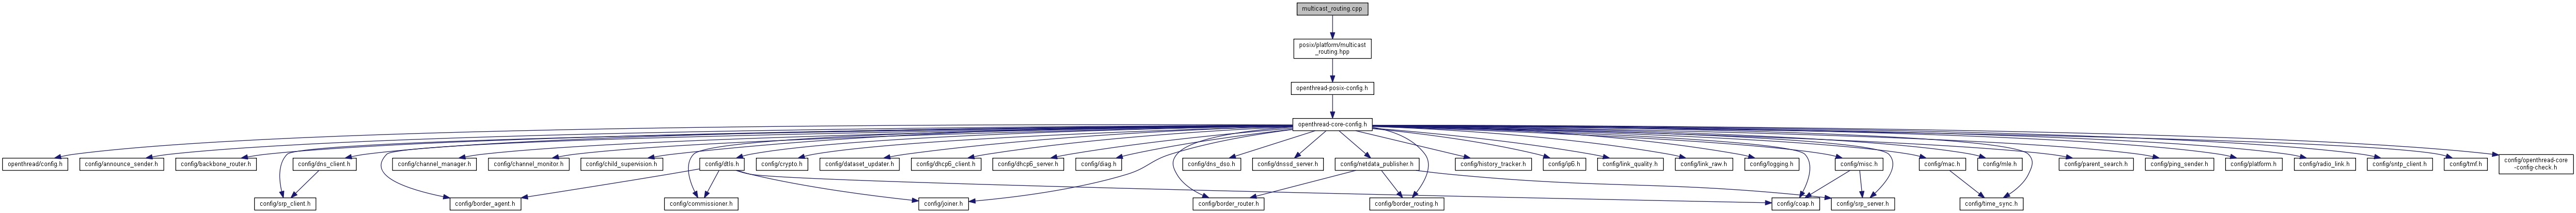 multicast_routing.cpp
posix/platform/multicast
_routing.hpp
openthread-posix-config.h
openthread-core-config.h
openthread/config.h
config/announce_sender.h
config/backbone_router.h
config/dns_client.h
config/channel_manager.h
config/channel_monitor.h
config/child_supervision.h
config/dtls.h
config/crypto.h
config/dataset_updater.h
config/dhcp6_client.h
config/dhcp6_server.h
config/diag.h
config/dns_dso.h
config/dnssd_server.h
config/netdata_publisher.h
config/history_tracker.h
config/ip6.h
config/link_quality.h
config/link_raw.h
config/logging.h
config/misc.h
config/mac.h
config/mle.h
config/parent_search.h
config/ping_sender.h
config/platform.h
config/radio_link.h
config/sntp_client.h
config/tmf.h
config/openthread-core
-config-check.h
config/srp_client.h
config/border_agent.h
config/commissioner.h
config/joiner.h
config/border_router.h
config/border_routing.h
config/coap.h
config/srp_server.h
config/time_sync.h